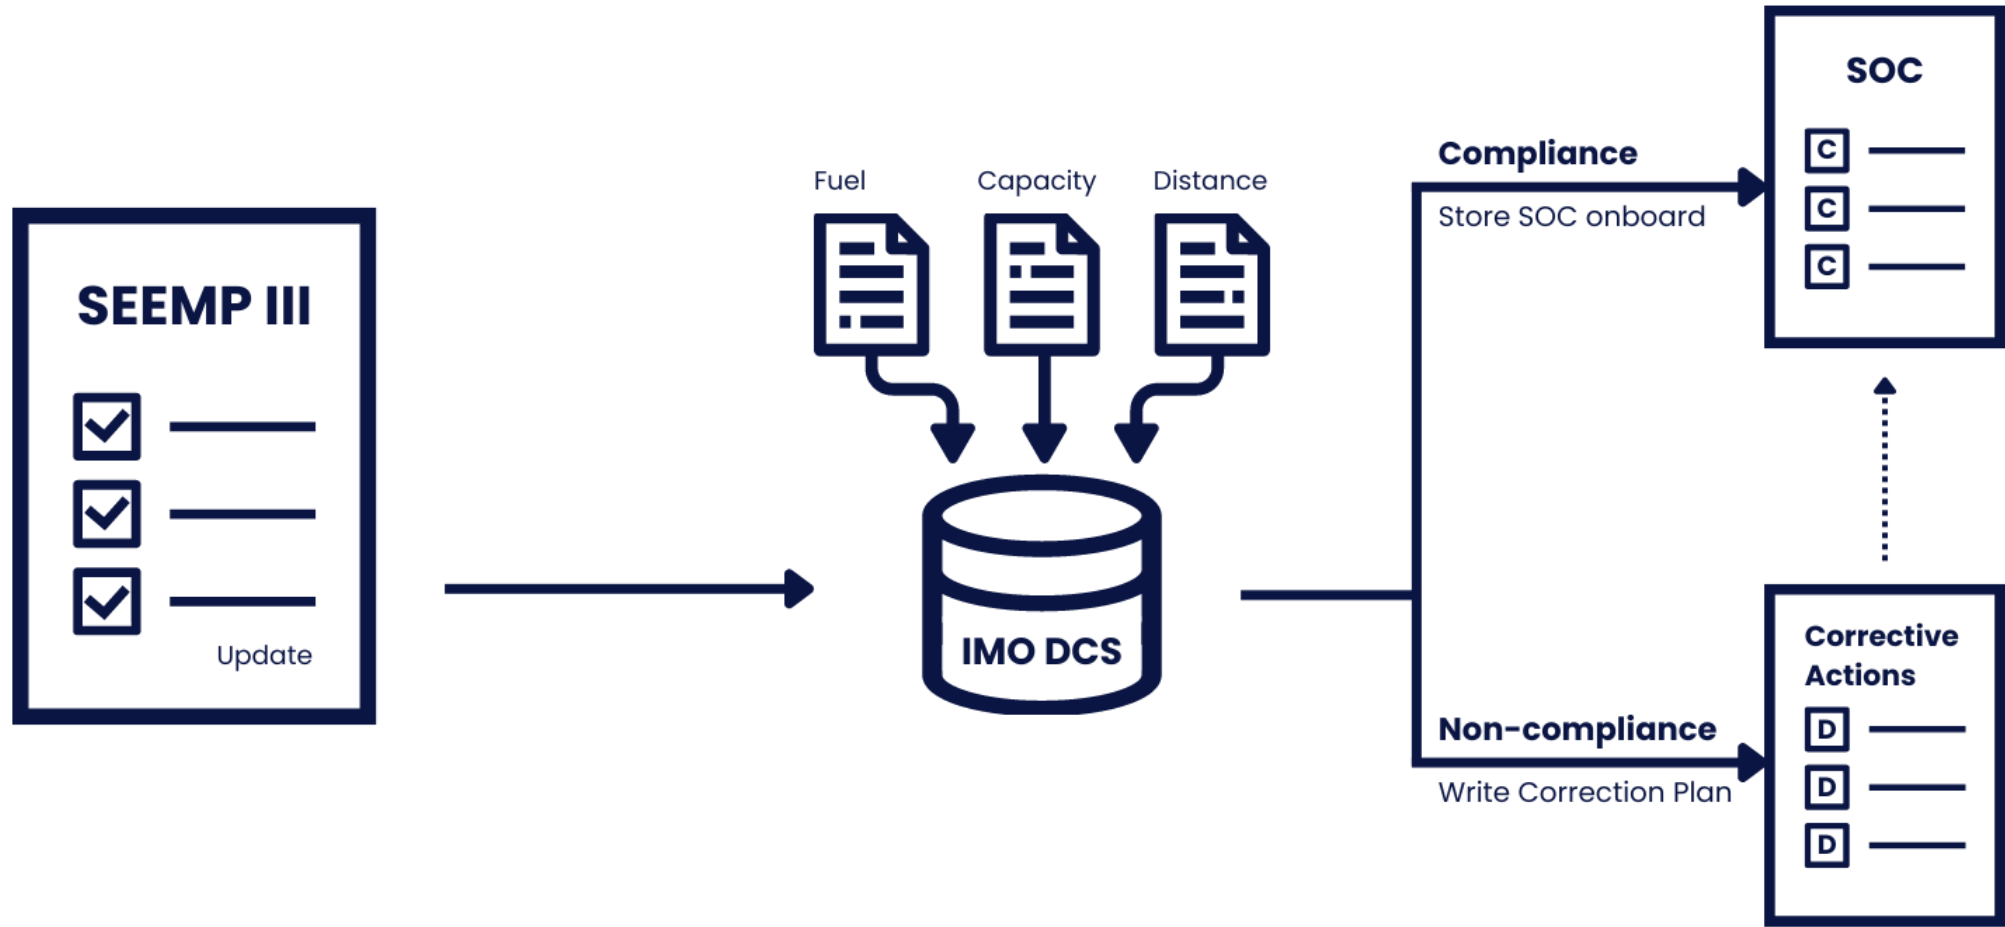 SEEMP III
Update
Fuel
Capacity
Distance
IMO DCS
Compliance
Store SOC onboard
Non-compliance
Write Correction Plan
SOC
C
C
C
Corrective
Actions
D
D
D